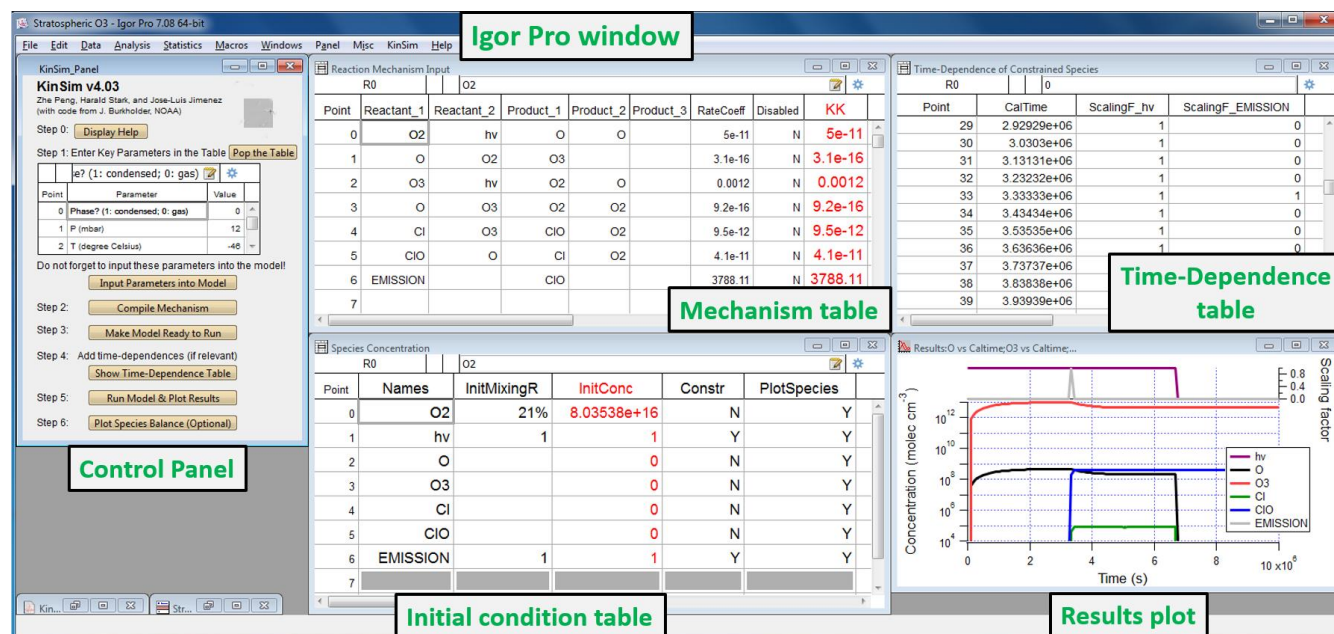 Stratospheric O3 - Igor Pro 7.08 64-bit
Igor Pro window
File Edit Data Analysis Statistics Macros Windows Panel Misc KinSim Help
KinSim_Panel
KinSim v4.03
Zhe Peng, Harald Stark, and Jose-Luis Jimenez
(with code from J. Burkholder, NOAA)
Step 0: Display Help
Step 1: Enter Key Parameters in the Table Pop the Table
se? (1: condensed; 0: gas)
Point Parameter Value
0 Phase? (1: condensed; 0: gas) 0
1 P (mbar) 12
2 T (degree Celsius) -46
Do not forget to input these parameters into the model!
Input Parameters into Model
Step 2: Compile Mechanism
Step 3: Make Model Ready to Run
Step 4: Add time-dependences (if relevant)
Show Time-Dependence Table
Step 5: Run Model & Plot Results
Step 6: Plot Species Balance (Optional)
Control Panel
Kin...
Str...
Reaction Mechanism Input
R0 O2
Point Reactant_1 Reactant_2 Product_1 Product_2 Product_3 RateCoeff Disabled KK
0 O2 hv O O 5e-11 N 5e-11
1 O O2 O3 3.1e-16 N 3.1e-16
2 O3 hv O2 O 0.0012 N 0.0012
3 O O3 O2 O2 9.2e-16 N 9.2e-16
4 Cl O3 ClO O2 9.5e-12 N 9.5e-12
5 ClO O Cl O2 4.1e-11 N 4.1e-11
6 EMISSION ClO 3788.11 N 3788.11
7
Mechanism table
Time-Dependence of Constrained Species
R0 0
Point CalTime ScalingF_hv ScalingF_EMISSION
29 2.92929e+06 1 0
30 3.0303e+06 1 0
31 3.13131e+06 1 0
32 3.23232e+06 1 0
33 3.33333e+06 1 1
34 3.43434e+06 1 0
35 3.53535e+06 1 0
36 3.63636e+06 1 0
37 3.73737e+06
38 3.83838e+06
39 3.93939e+06
Time-Dependence
table
Species Concentration
R0 O2
Point Names InitMixingR InitConc Constr PlotSpecies
0 O2 21% 8.03538e+16 N Y
1 hv 1 1 Y Y
2 O 0 N Y
3 O3 0 N Y
4 Cl 0 N Y
5 ClO 0 N Y
6 EMISSION 1 1 Y Y
7
Initial condition table
Results:O vs Caltime;O3 vs Caltime;...
0.8
0.4
0.0
Scaling factor
Concentration (molec cm-3)
10^12
10^10
10^8
10^6
10^4
hv
O
O3
Cl
ClO
EMISSION
0 2 4 6 8 10 x10^6
Time (s)
Results plot